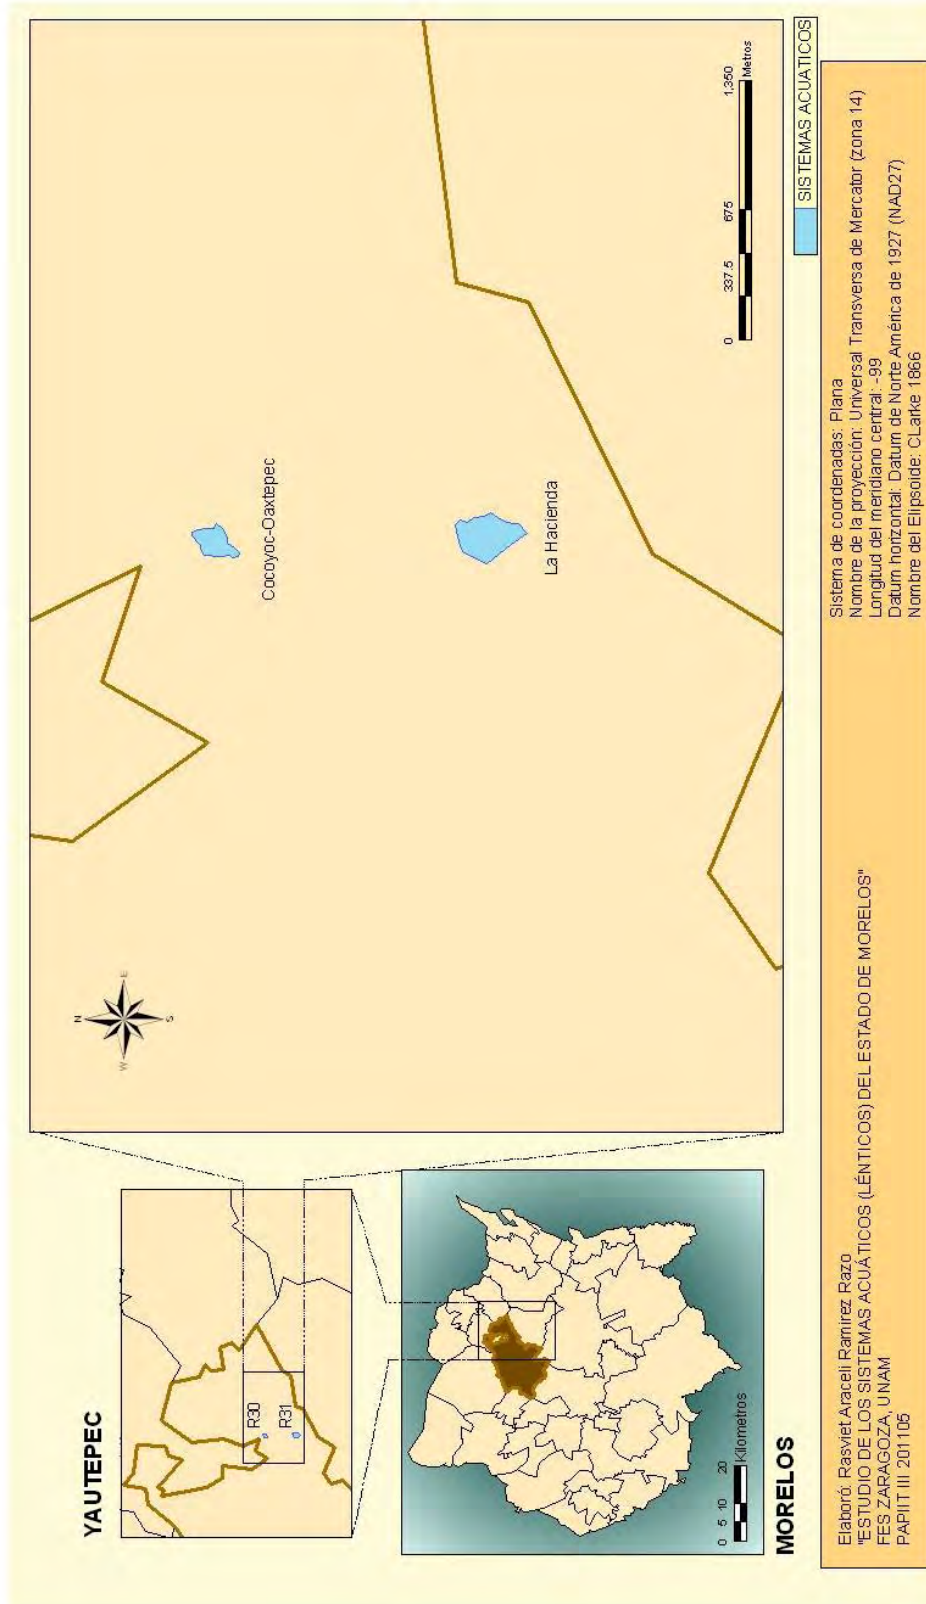 YAUTEPEC
R30
R31
MORELOS
0 5 10 20
Kilometros
N
W
E
S
Cocoyoc-Oaxtepec
La Hacienda
0 337.5 675 1,350
Metros
SISTEMAS ACUATICOS
Elaboró: Rasviet Araceli Ramirez Razo
"ESTUDIO DE LOS SISTEMAS ACUÁTICOS (LÉNTICOS) DEL ESTADO DE MORELOS"
FES ZARAGOZA, UNAM
PAPIIT III 201105
Sistema de coordenadas: Plana
Nombre de la proyección: Universal Transversa de Mercator (zona 14)
Longitud del meridiano central: -99
Datum horizontal: Datum de Norte América de 1927 (NAD27)
Nombre del Elipsoide: CLarke 1866